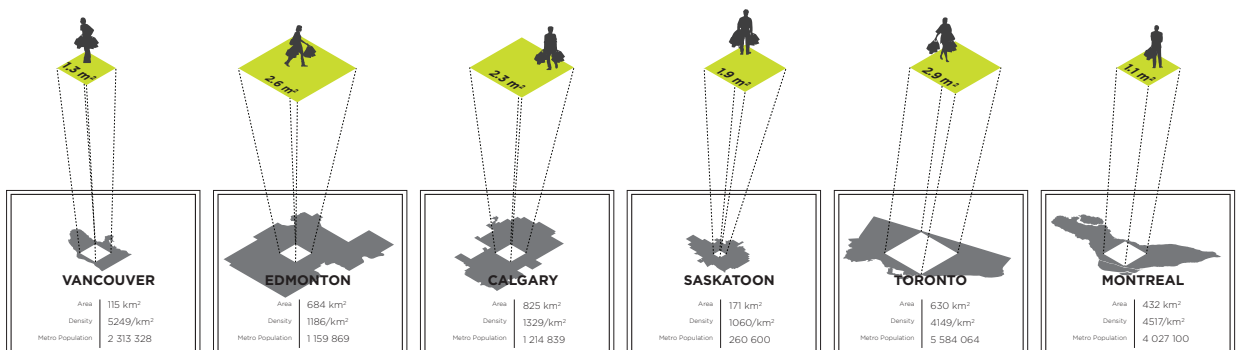 1.3 m²
2.6 m²
2.3 m²
1.9 m²
2.9 m²
1.1 m²
VANCOUVER
Area 115 km²
Density 5249/km²
Metro Population 2 313 328
EDMONTON
Area 684 km²
Density 1186/km²
Metro Population 1 159 869
CALGARY
Area 825 km²
Density 1329/km²
Metro Population 1 214 839
SASKATOON
Area 171 km²
Density 1060/km²
Metro Population 260 600
TORONTO
Area 630 km²
Density 4149/km²
Metro Population 5 584 064
MONTREAL
Area 432 km²
Density 4517/km²
Metro Population 4 027 100